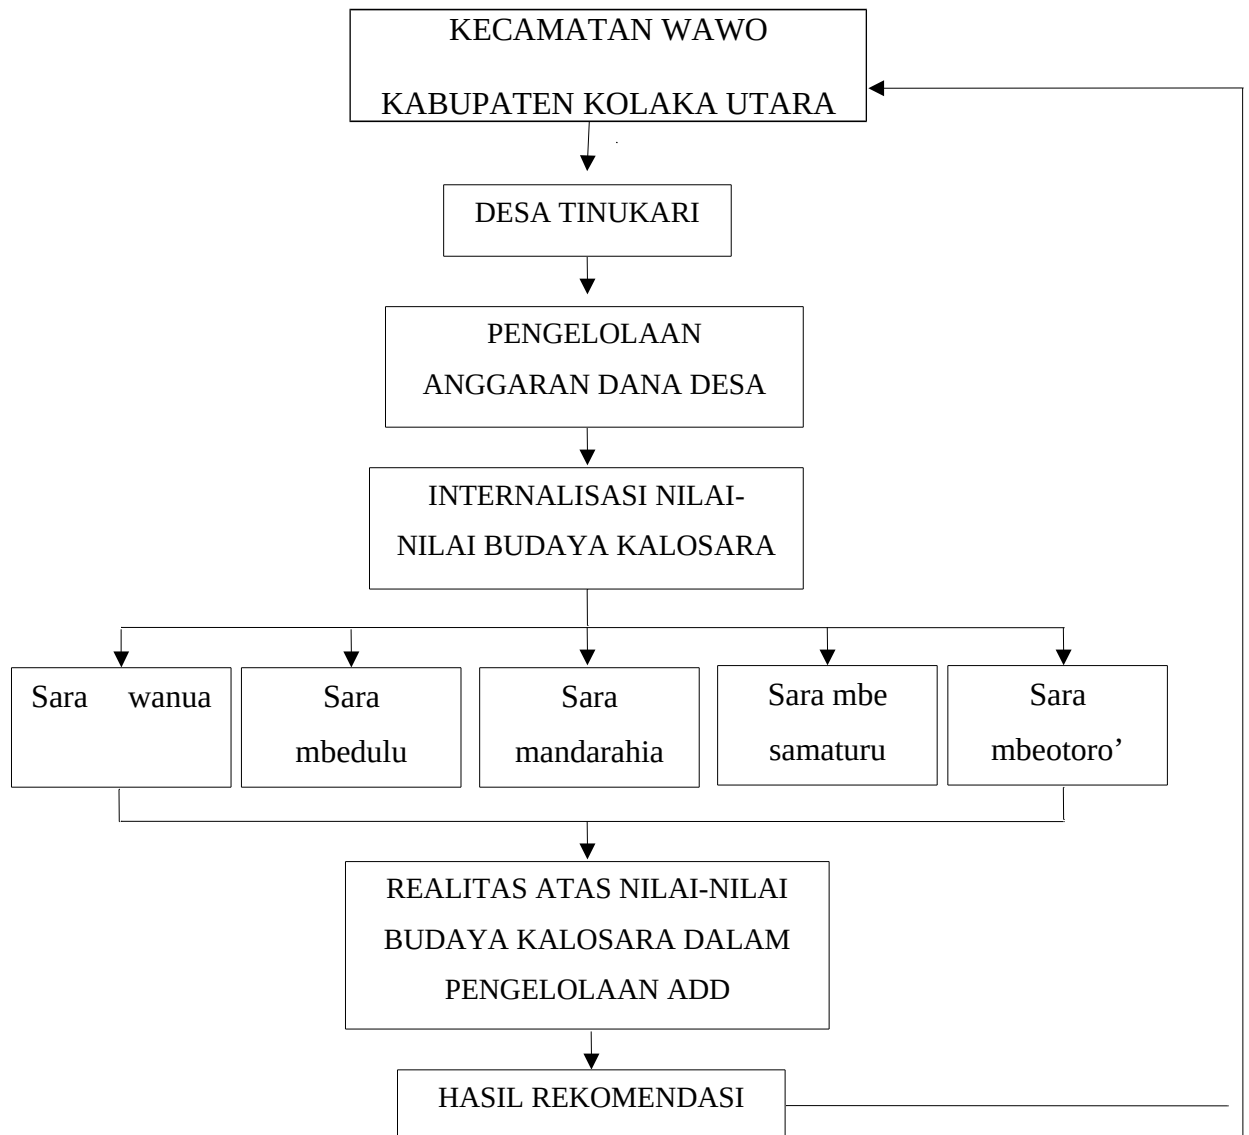 KECAMATAN WAWO
KABUPATEN KOLAKA UTARA
DESA TINUKARI
PENGELOLAAN
ANGGARAN DANA DESA
INTERNALISASI NILAI-
NILAI BUDAYA KALOSARA
Sara wanua
Sara
mbedulu
Sara
mandarahia
Sara mbe
samaturu
Sara
mbeotoro’
REALITAS ATAS NILAI-NILAI
BUDAYA KALOSARA DALAM
PENGELOLAAN ADD
HASIL REKOMENDASI